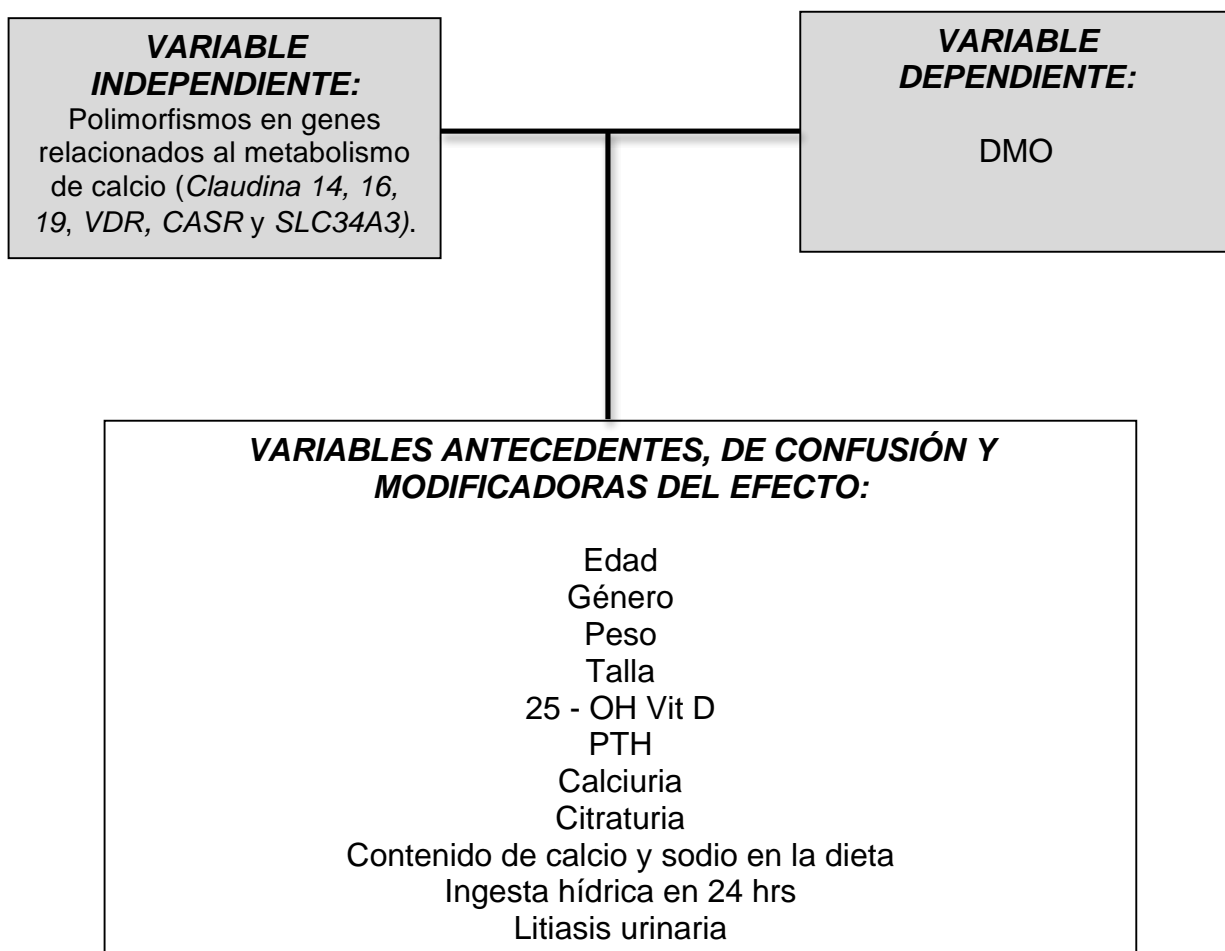 VARIABLE
INDEPENDIENTE:
Polimorfismos en genes
relacionados al metabolismo
de calcio (Claudina 14, 16,
19, VDR, CASR y SLC34A3).
VARIABLE
DEPENDIENTE:
DMO
VARIABLES ANTECEDENTES, DE CONFUSIÓN Y
MODIFICADORAS DEL EFECTO:
Edad
Género
Peso
Talla
25 - OH Vit D
PTH
Calciuria
Citraturia
Contenido de calcio y sodio en la dieta
Ingesta hídrica en 24 hrs
Litiasis urinaria